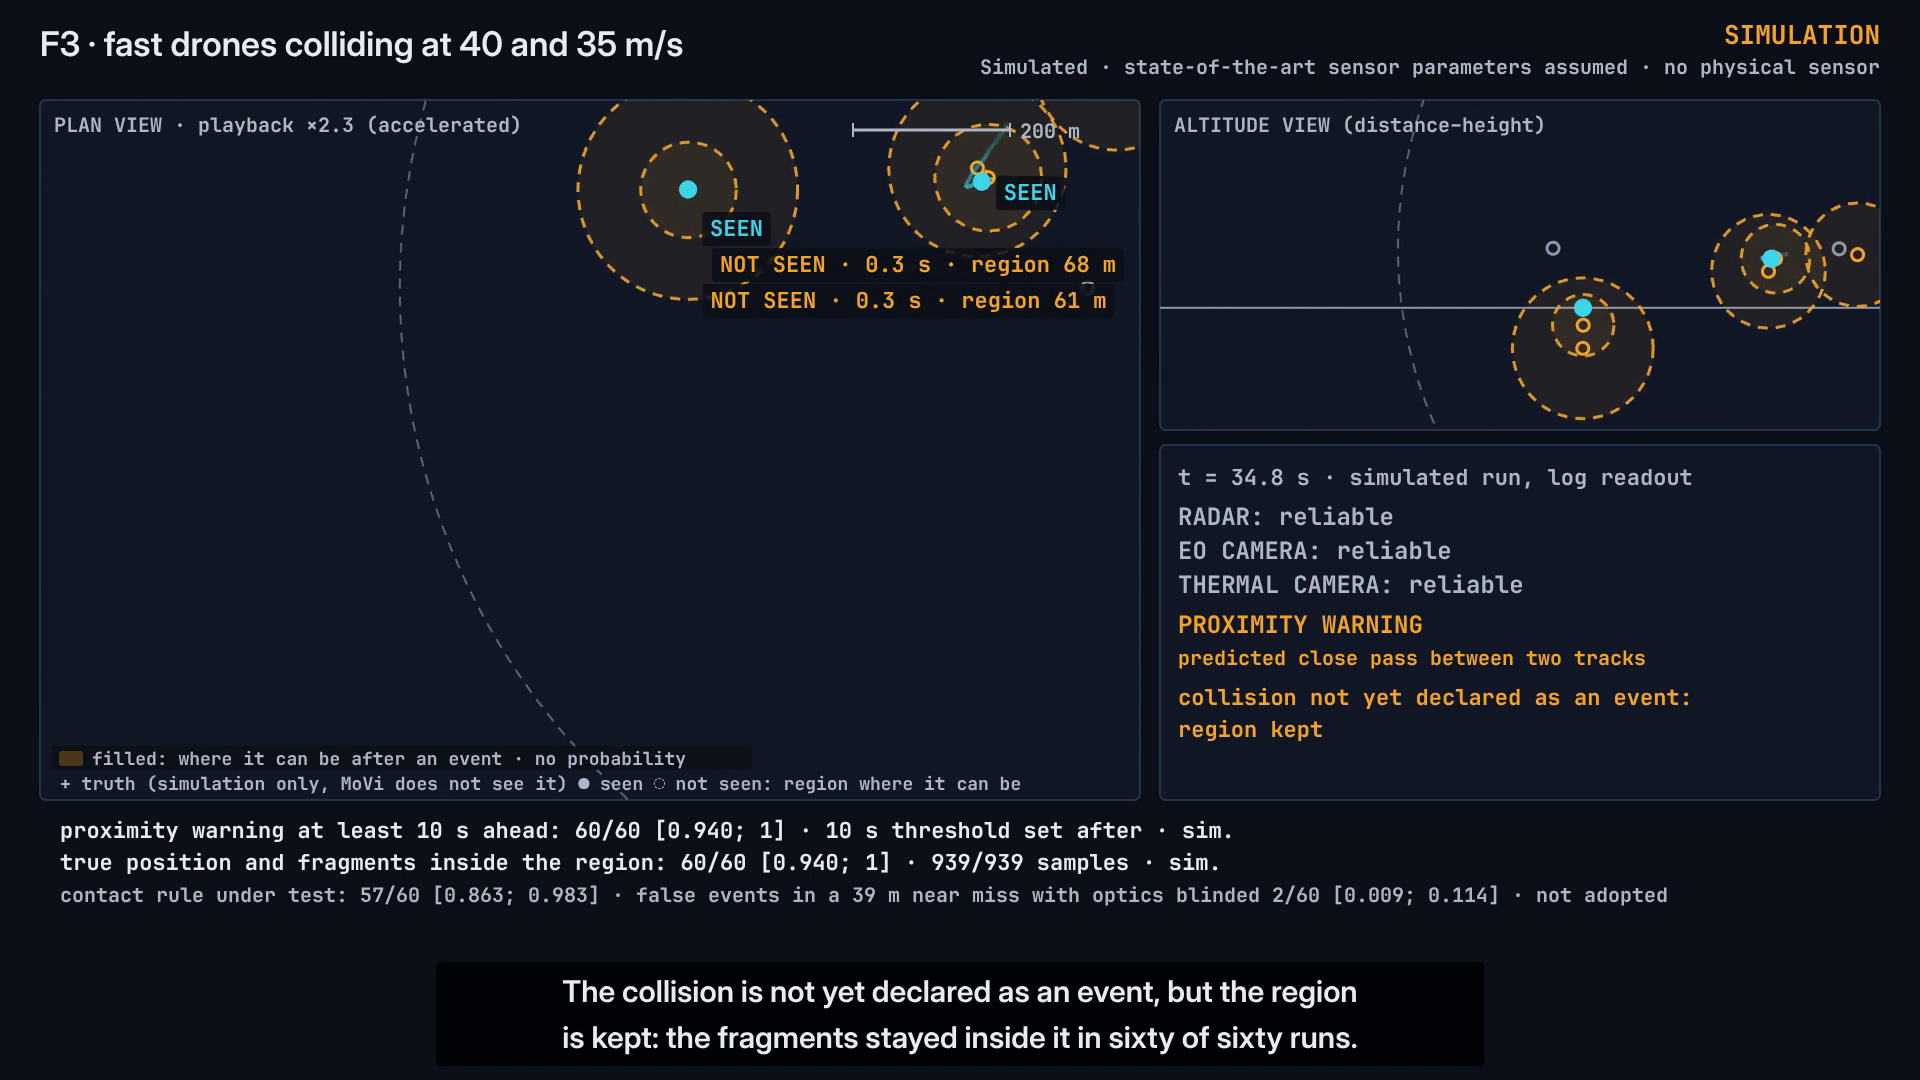 F3 · fast drones colliding at 40 and 35 m/s
SIMULATION
Simulated · state-of-the-art sensor parameters assumed · no physical sensor
PLAN VIEW · playback ×2.3 (accelerated)
200 m
SEEN
SEEN
NOT SEEN · 0.3 s · region 68 m
NOT SEEN · 0.3 s · region 61 m
filled: where it can be after an event · no probability
+ truth (simulation only, MoVi does not see it) ● seen ◌ not seen: region where it can be
ALTITUDE VIEW (distance-height)
t = 34.8 s · simulated run, log readout
RADAR: reliable
EO CAMERA: reliable
THERMAL CAMERA: reliable
PROXIMITY WARNING
predicted close pass between two tracks
collision not yet declared as an event:
region kept
proximity warning at least 10 s ahead: 60/60 [0.940; 1] · 10 s threshold set after · sim.
true position and fragments inside the region: 60/60 [0.940; 1] · 939/939 samples · sim.
contact rule under test: 57/60 [0.863; 0.983] · false events in a 39 m near miss with optics blinded 2/60 [0.009; 0.114] · not adopted
The collision is not yet declared as an event, but the region
is kept: the fragments stayed inside it in sixty of sixty runs.